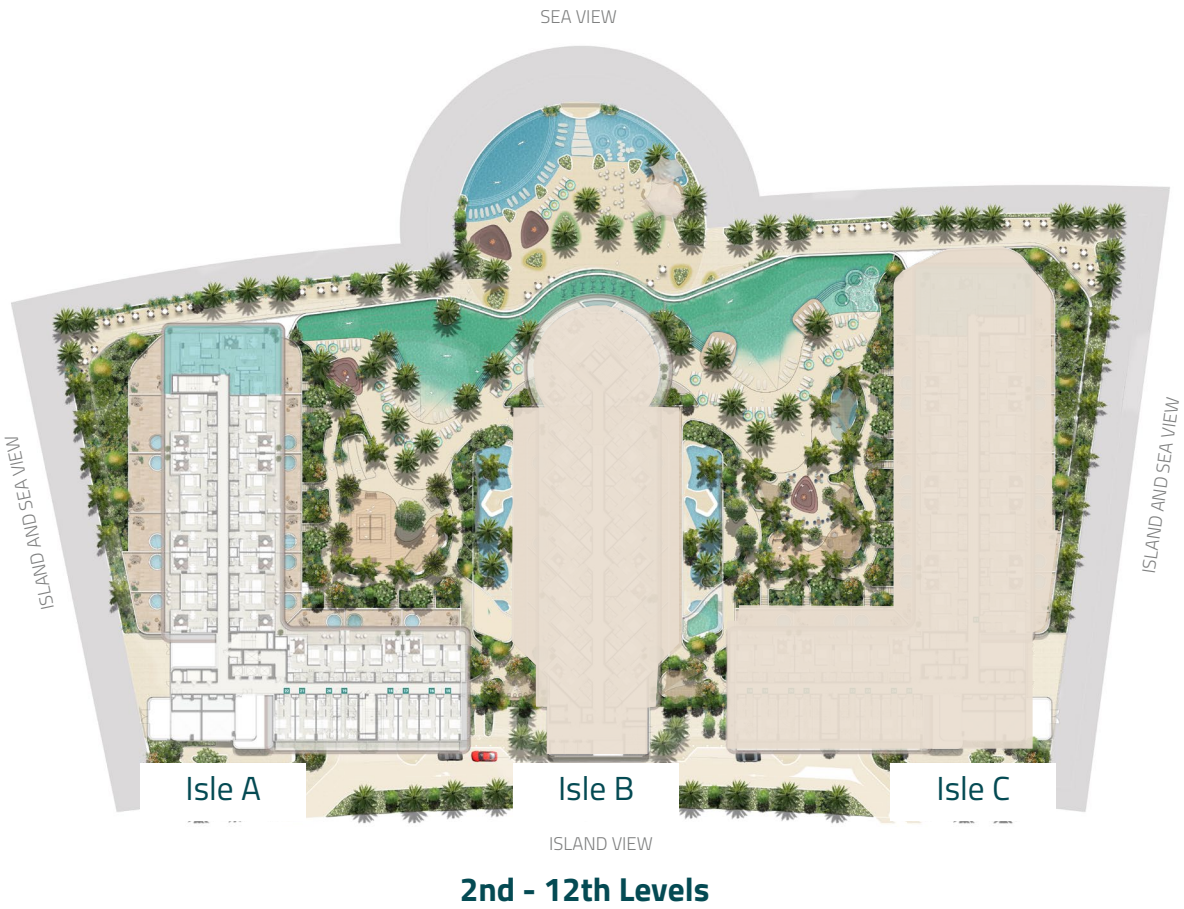 SEA VIEW
ISLAND AND SEA VIEW
ISLAND AND SEA VIEW
Isle A
Isle B
Isle C
ISLAND VIEW
2nd - 12th Levels